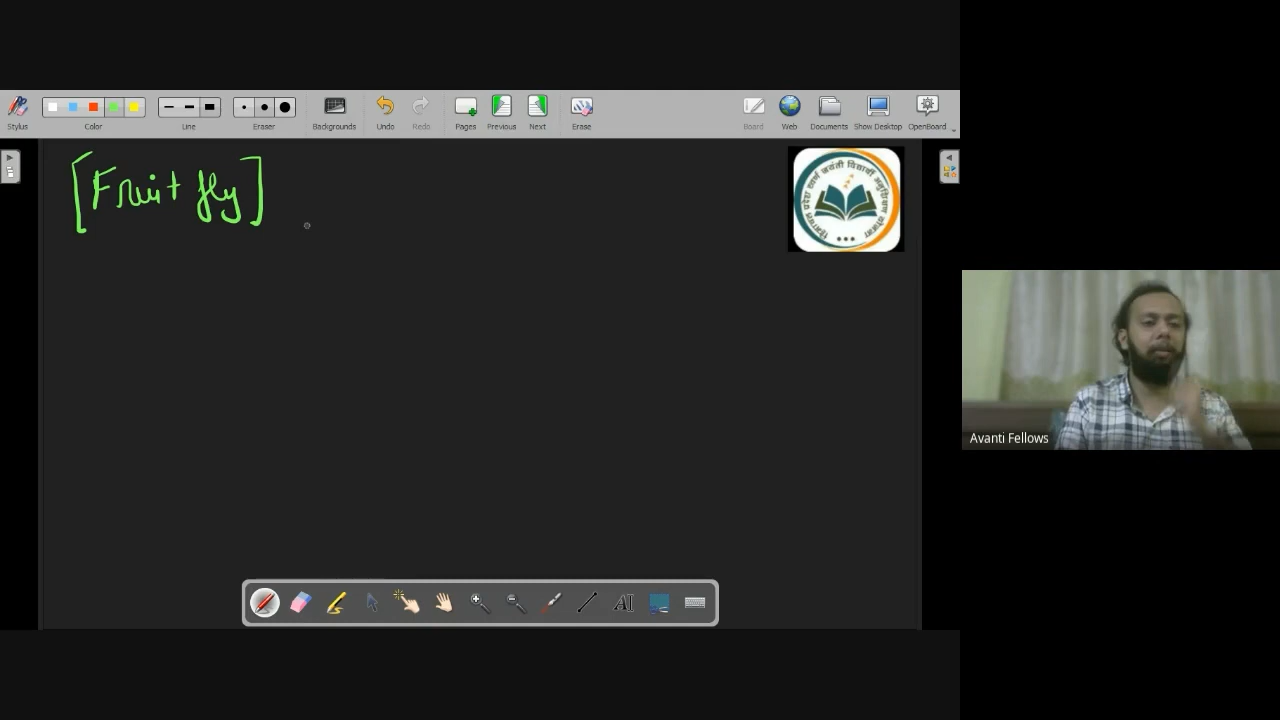 Stylus Color Line Eraser Backgrounds Undo Redo Pages Previous Next Erase Board Web Documents Show Desktop OpenBoard
[Fruit fly]
Avanti Fellows
AI